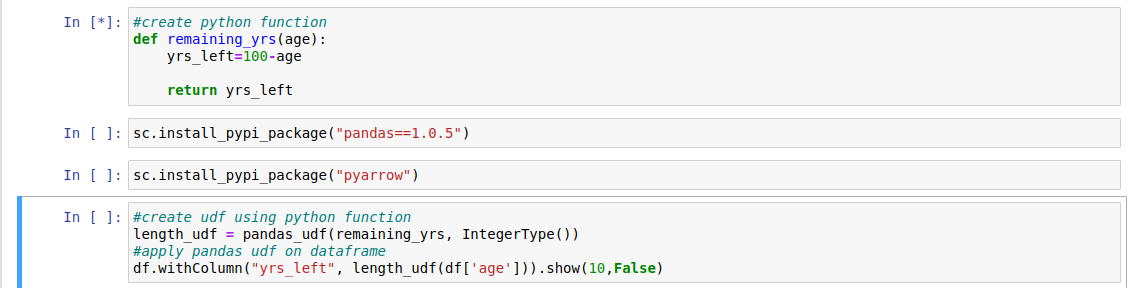 In [*]: #create python function
def remaining_yrs(age):
    yrs_left=100-age
    return yrs_left
In [ ]: sc.install_pypi_package("pandas==1.0.5")
In [ ]: sc.install_pypi_package("pyarrow")
In [ ]: #create udf using python function
length_udf = pandas_udf(remaining_yrs, IntegerType())
#apply pandas udf on dataframe
df.withColumn("yrs_left", length_udf(df['age'])).show(10,False)